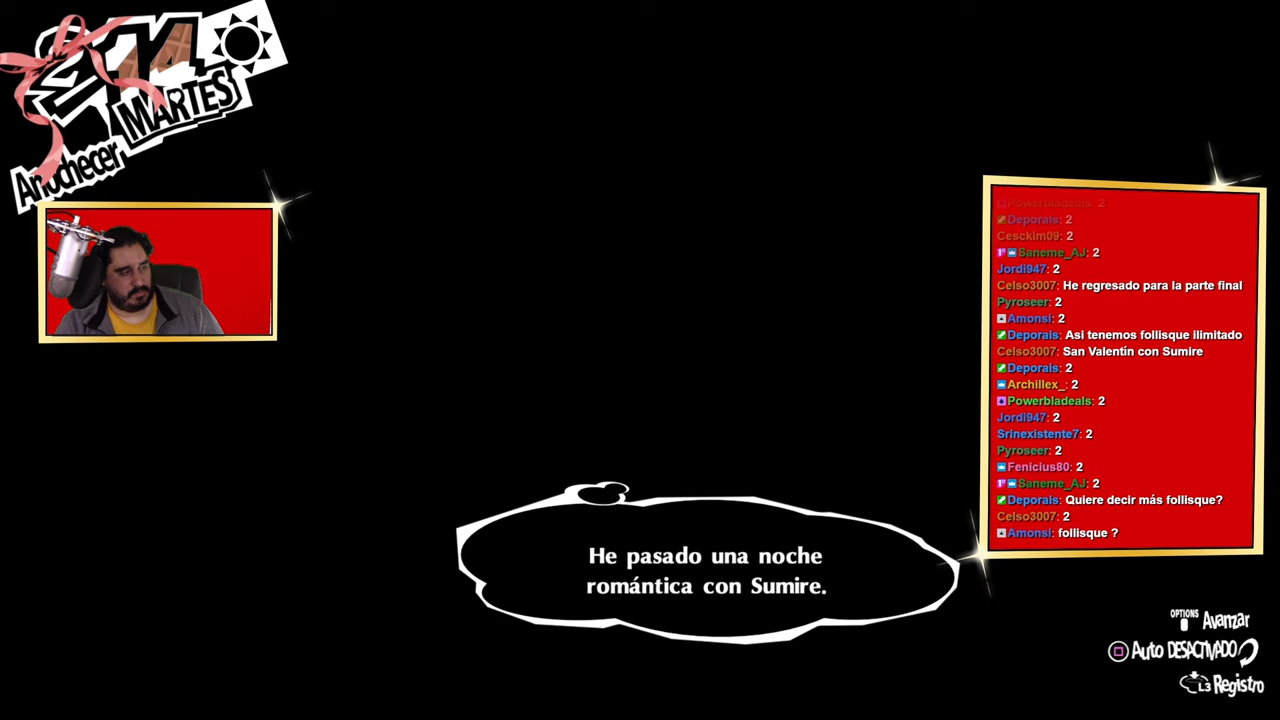 2/14
MARTES
Anochecer
Powerbladeals: 2
Deporais: 2
Cesckim09: 2
Saneme_AJ: 2
Jordi947: 2
Celso3007: He regresado para la parte final
Pyroseer: 2
Amonsi: 2
Deporais: Asi tenemos follisque ilimitado
Celso3007: San Valentín con Sumire
Deporais: 2
Archillex_: 2
Powerbladeals: 2
Jordi947: 2
Srinexistente7: 2
Pyroseer: 2
Fenicius80: 2
Saneme_AJ: 2
Deporais: Quiere decir más follisque?
Celso3007: 2
Amonsi: follisque ?
He pasado una noche
romántica con Sumire.
OPTIONS Avanzar
Auto DESACTIVADO
L3 Registro